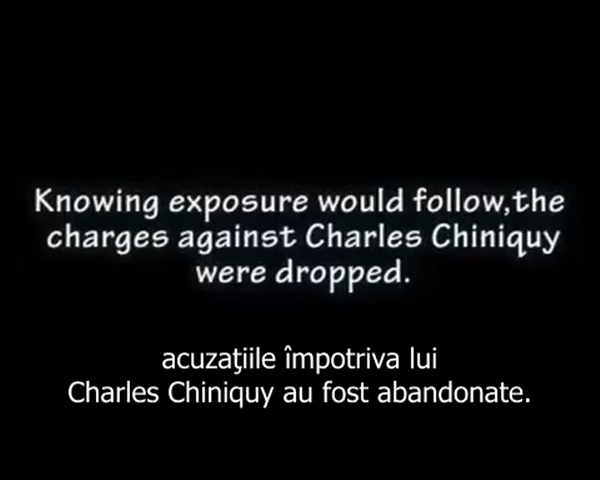 Knowing exposure would follow,the
charges against Charles Chiniquy
were dropped.
acuzaţiile împotriva lui
Charles Chiniquy au fost abandonate.